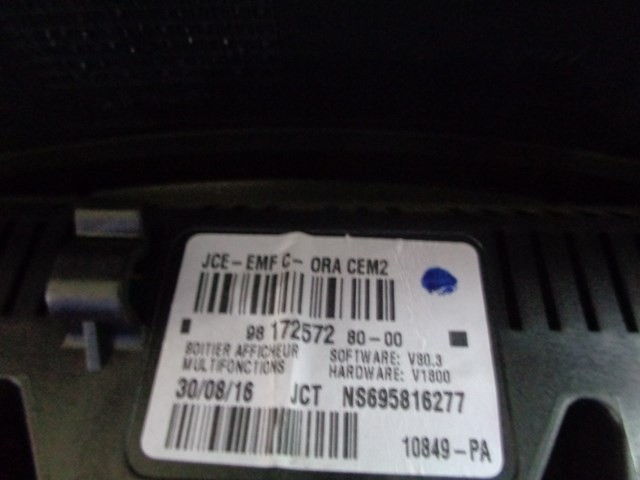 JCE-EMF C- ORA CEM2
98 172572 80-00
BOITIER AFFICHEUR
MULTIFONCTIONS
SOFTWARE: V80.3
HARDWARE: V1800
30/08/16 JCT NS695816277
10849-PA